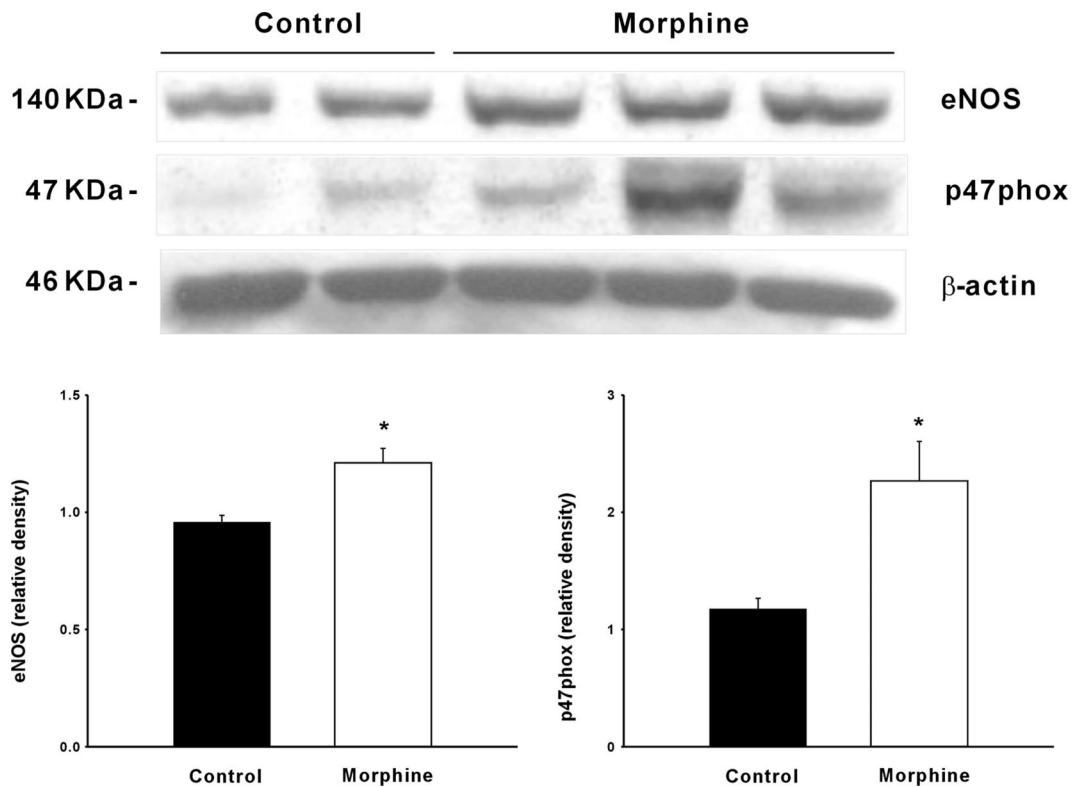 Control Morphine
140 KDa - eNOS
47 KDa - p47phox
46 KDa - β-actin
eNOS (relative density)
1.5
*
1.0
0.5
0.0
Control Morphine
p47phox (relative density)
3
*
2
1
0
Control Morphine